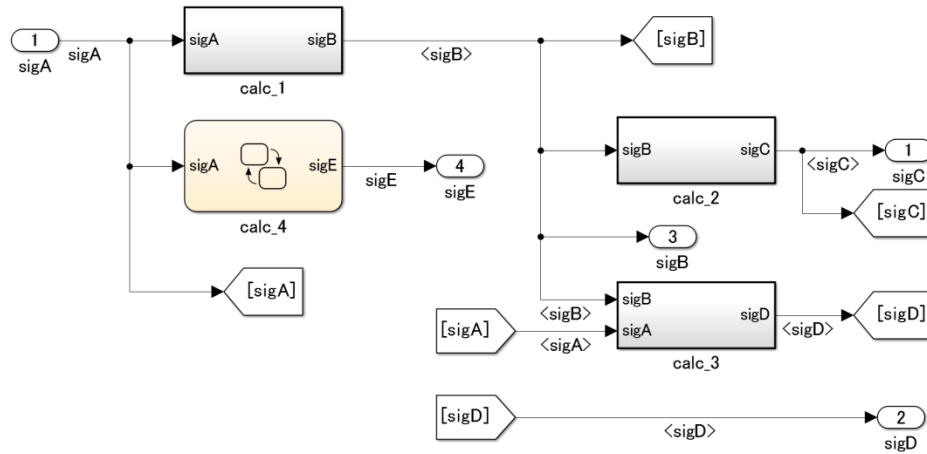 1
sigA
sigA
sigA
sigB
calc_1
<sigB>
[sigB]
sigA
sigE
calc_4
sigE
4
sigE
sigB
sigC
calc_2
<sigC>
1
sigC
[sigC]
3
sigB
[sigA]
[sigA]
<sigB>
<sigA>
sigB
sigA
sigD
calc_3
<sigD>
[sigD]
[sigD]
<sigD>
2
sigD